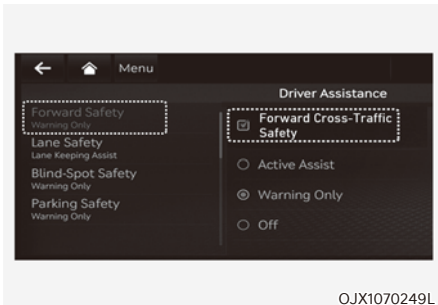 Menu
Driver Assistance
Forward Safety
Warning Only
Lane Safety
Lane Keeping Assist
Blind-Spot Safety
Warning Only
Parking Safety
Warning Only
Forward Cross-Traffic
Safety
Active Assist
Warning Only
Off
OJX1070249L